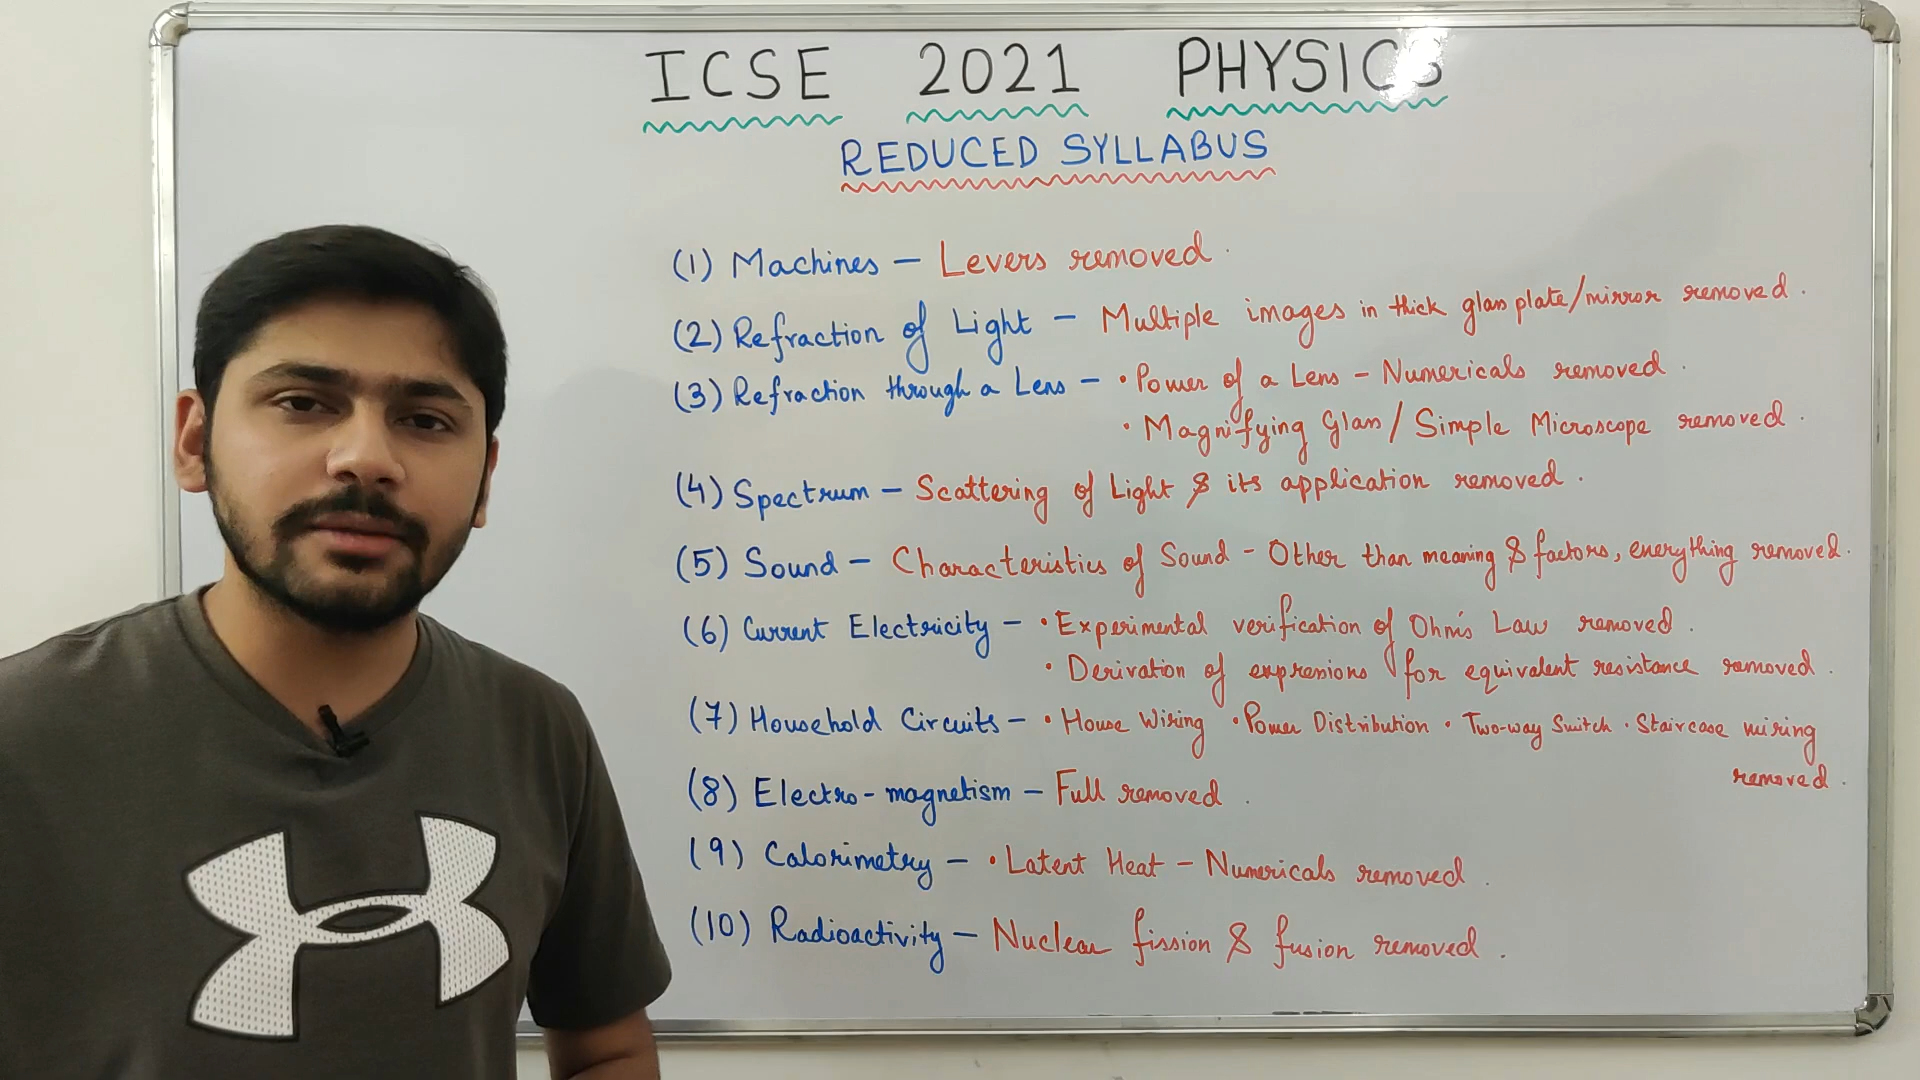 ICSE 2021 PHYSICS
REDUCED SYLLABUS
(1) Machines – Levers removed.
(2) Refraction of Light – Multiple images in thick glass plate/mirror removed.
(3) Refraction through a Lens – • Power of a Lens – Numericals removed.
• Magnifying Glass / Simple Microscope removed.
(4) Spectrum – Scattering of Light & its application removed.
(5) Sound – Characteristics of Sound – Other than meaning & factors, everything removed.
(6) Current Electricity – • Experimental verification of Ohm's Law removed.
• Derivation of expressions for equivalent resistance removed.
(7) Household Circuits – • House Wiring • Power Distribution • Two-way Switch • Staircase wiring
removed.
(8) Electro-magnetism – Full removed.
(9) Calorimetry – • Latent Heat – Numericals removed.
(10) Radioactivity – Nuclear fission & fusion removed.